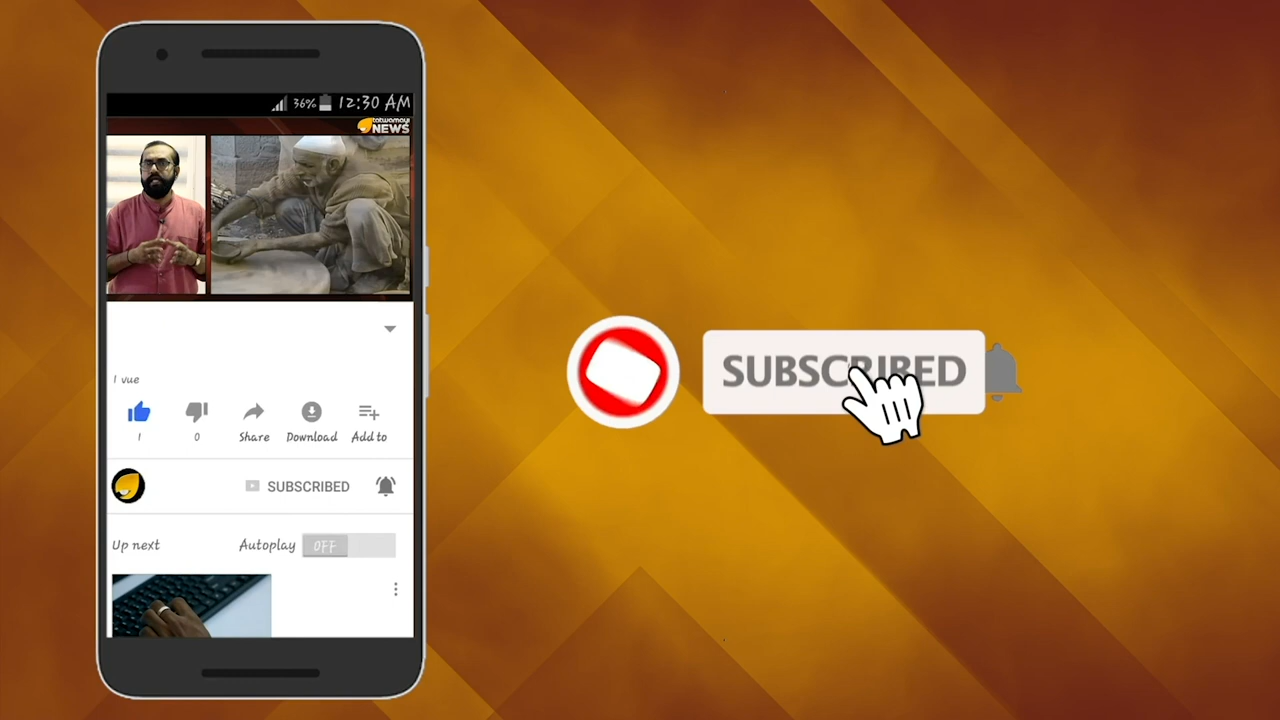 36% 12:30 AM
tatwamayi
NEWS
1 vue
1
0
Share
Download
Add to
SUBSCRIBED
Up next
Autoplay
OFF
SUBSCRIBED